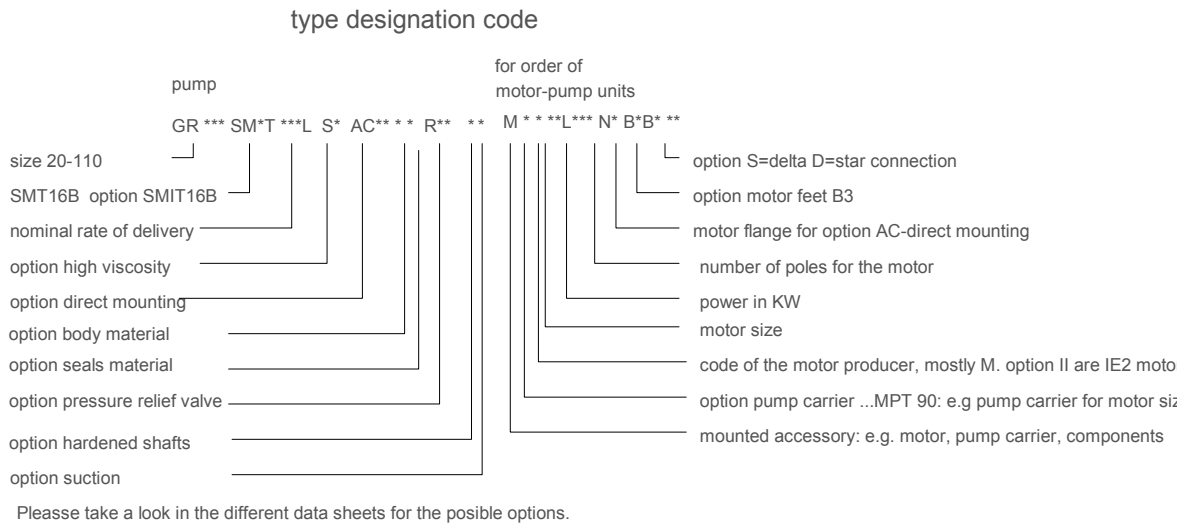 type designation code
for order of
pump
motor-pump units
GR *** SM*T ***L S* AC** * * R** * * M * * **L*** N* B*B* **
size 20-110
option S=delta D=star connection
SMT16B option SMIT16B
option motor feet B3
nominal rate of delivery
motor flange for option AC-direct mounting
option high viscosity
number of poles for the motor
option direct mounting
power in KW
option body material
motor size
option seals material
code of the motor producer, mostly M. option II are IE2 motor
option pressure relief valve
option pump carrier ...MPT 90: e.g pump carrier for motor siz
option hardened shafts
mounted accessory: e.g. motor, pump carrier, components
option suction
Pleasse take a look in the different data sheets for the posible options.